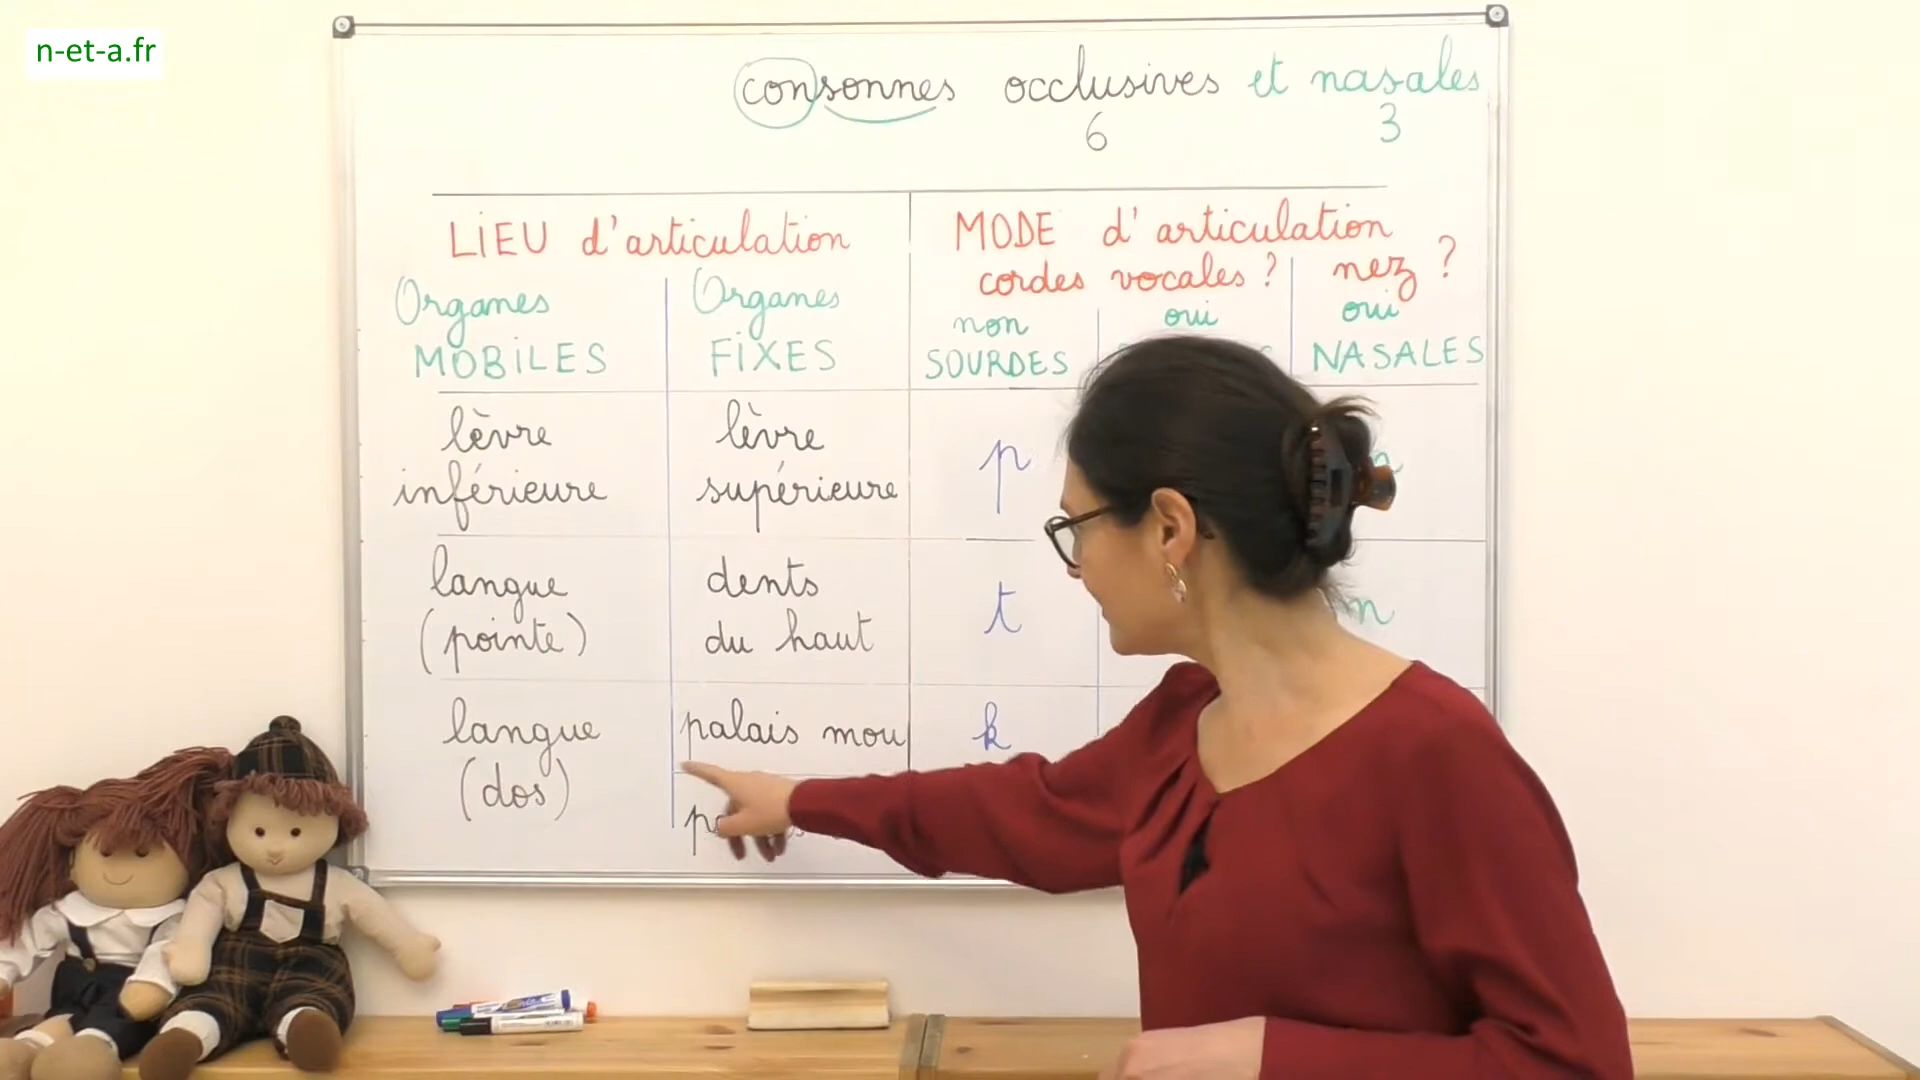 n-et-a.fr
consonnes occlusives et nasales
6 3
LIEU d'articulation
MODE d'articulation
cordes vocales ? nez ?
Organes MOBILES
Organes FIXES
non SOURDES
oui
oui NASALES
lèvre inférieure
lèvre supérieure
p
langue (pointe)
dents du haut
t
n
langue (dos)
palais mou
k